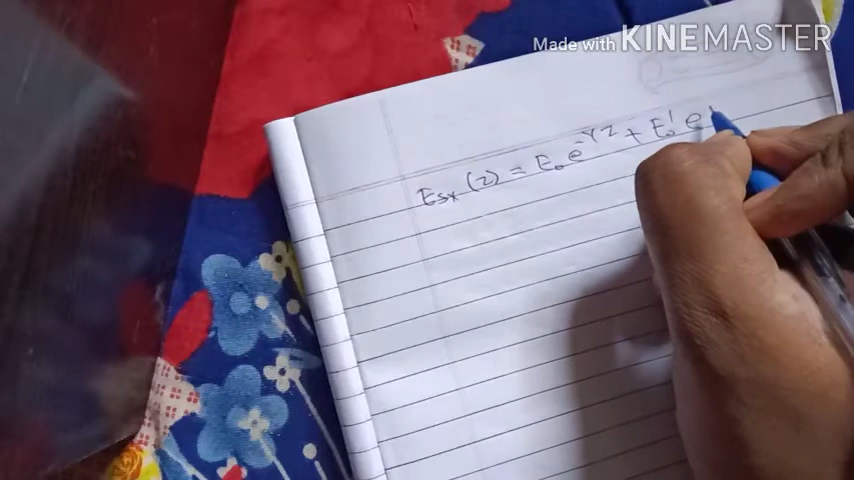 Made with KINEMASTER
Esx (z) = E₀ e^-γz + E₀' e